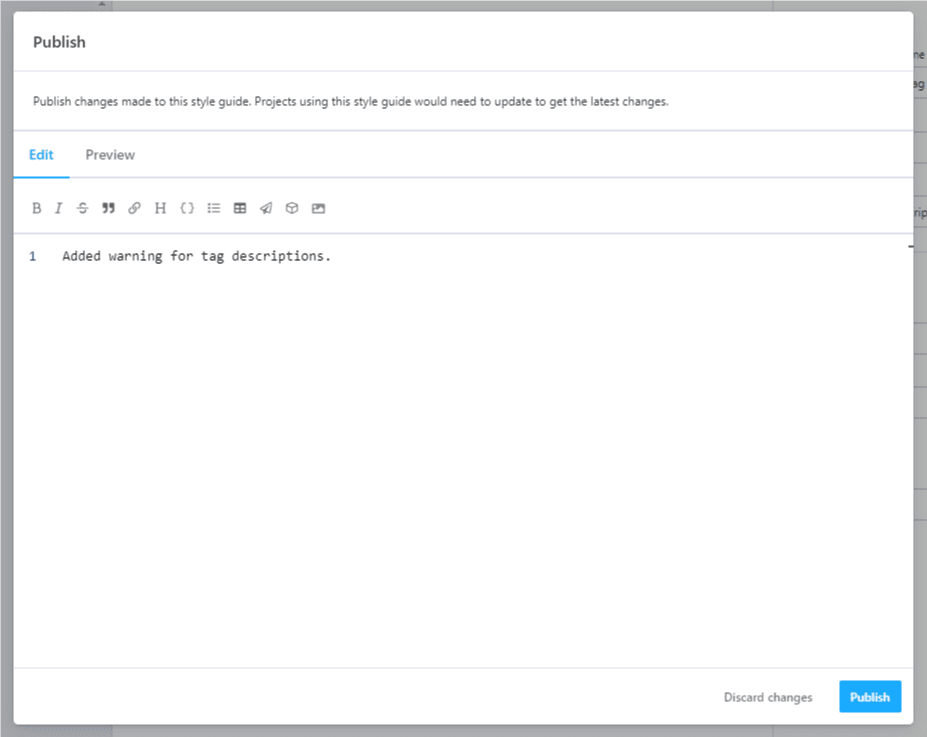 Publish
Publish changes made to this style guide. Projects using this style guide would need to update to get the latest changes.
Edit Preview
B I S H {}
1 Added warning for tag descriptions.
Discard changes Publish